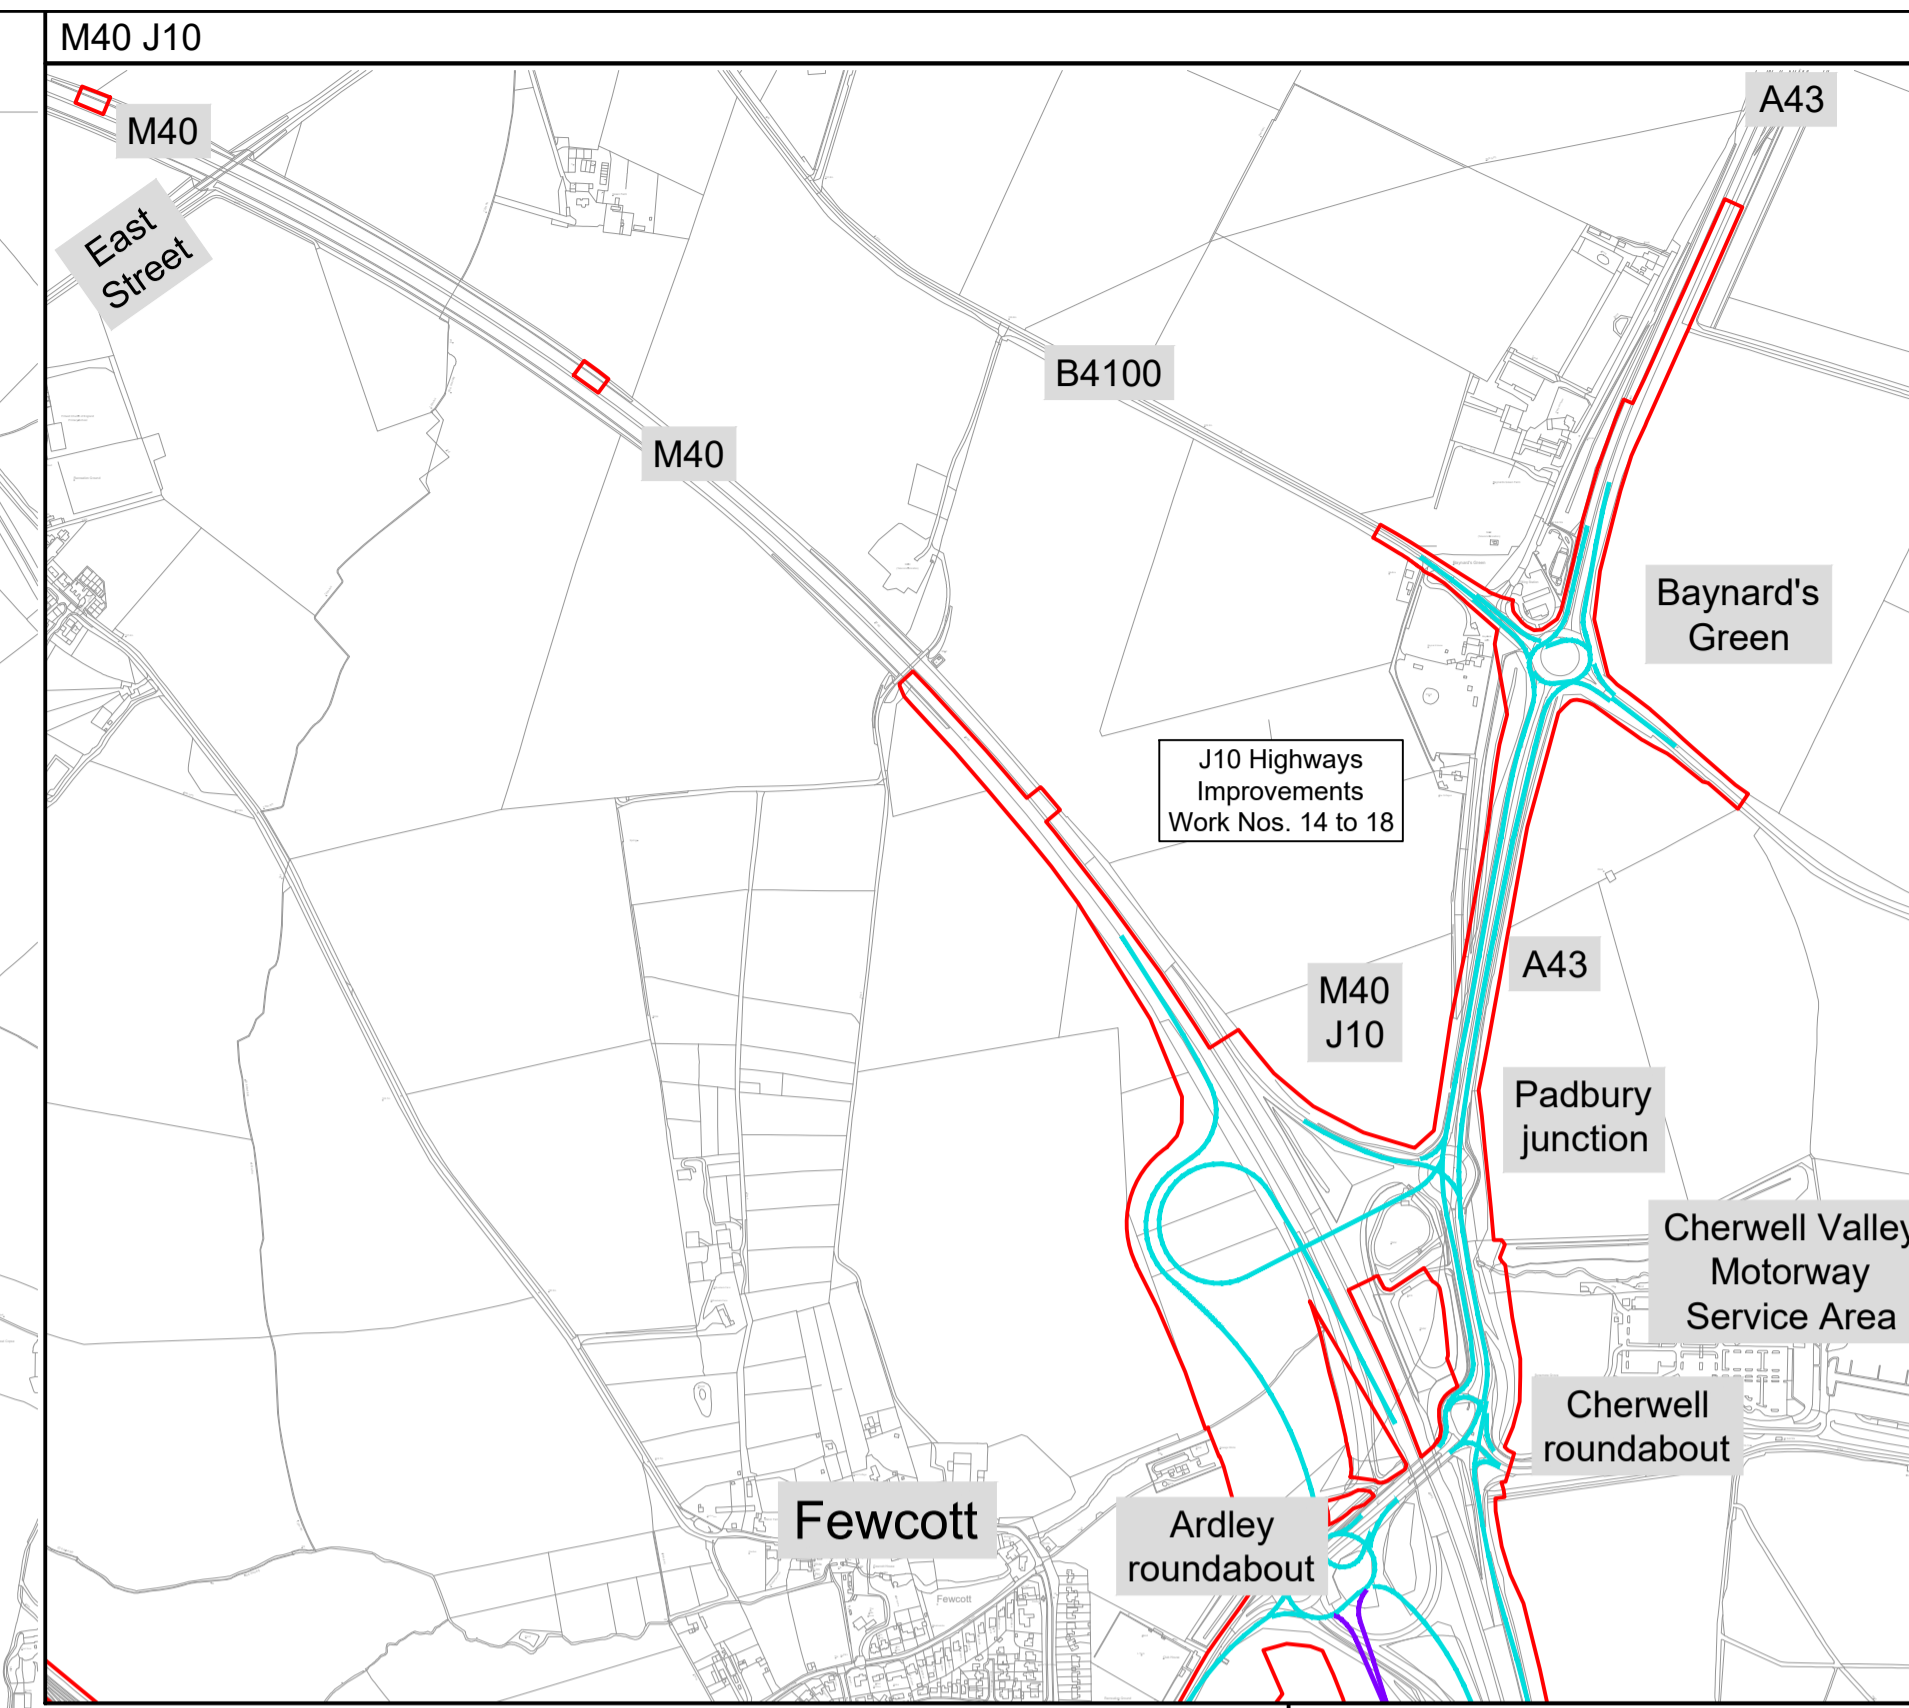 M40 J10
A43
M40
East
Street
B4100
M40
Baynard's
Green
J10 Highways
Improvements
Work Nos. 14 to 18
A43
M40
J10
Padbury
junction
Cherwell Valley
Motorway
Service Area
Cherwell
roundabout
Fewcott
Ardley
roundabout
Fewcott